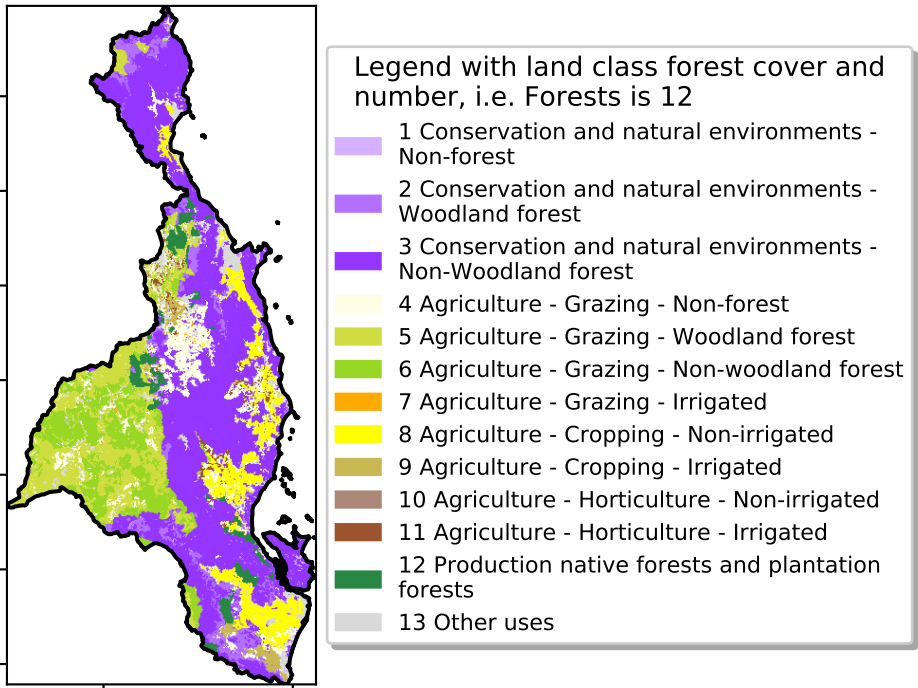 Legend with land class forest cover and
number, i.e. Forests is 12
1 Conservation and natural environments -
Non-forest
2 Conservation and natural environments -
Woodland forest
3 Conservation and natural environments -
Non-Woodland forest
4 Agriculture - Grazing - Non-forest
5 Agriculture - Grazing - Woodland forest
6 Agriculture - Grazing - Non-woodland forest
7 Agriculture - Grazing - Irrigated
8 Agriculture - Cropping - Non-irrigated
9 Agriculture - Cropping - Irrigated
10 Agriculture - Horticulture - Non-irrigated
11 Agriculture - Horticulture - Irrigated
12 Production native forests and plantation
forests
13 Other uses